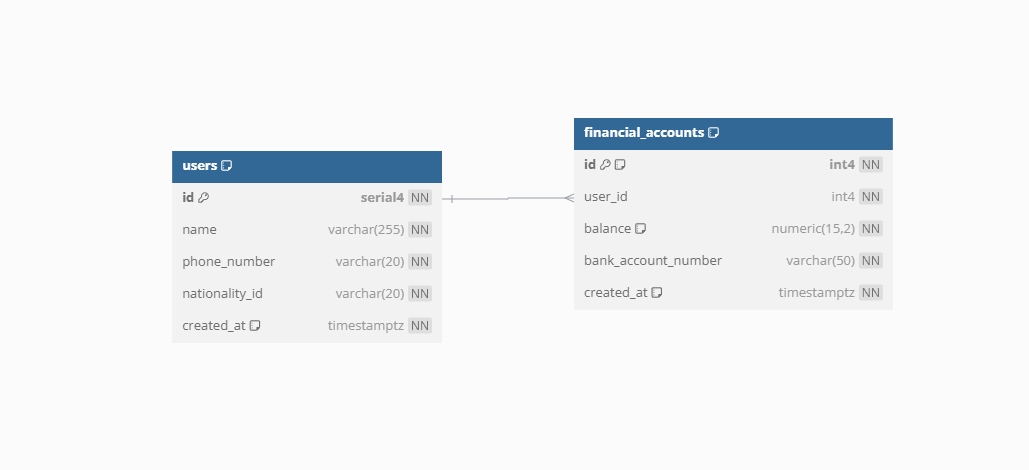 users
id serial4 NN
name varchar(255) NN
phone_number varchar(20) NN
nationality_id varchar(20) NN
created_at timestamptz NN
financial_accounts
id int4 NN
user_id int4 NN
balance numeric(15,2) NN
bank_account_number varchar(50) NN
created_at timestamptz NN